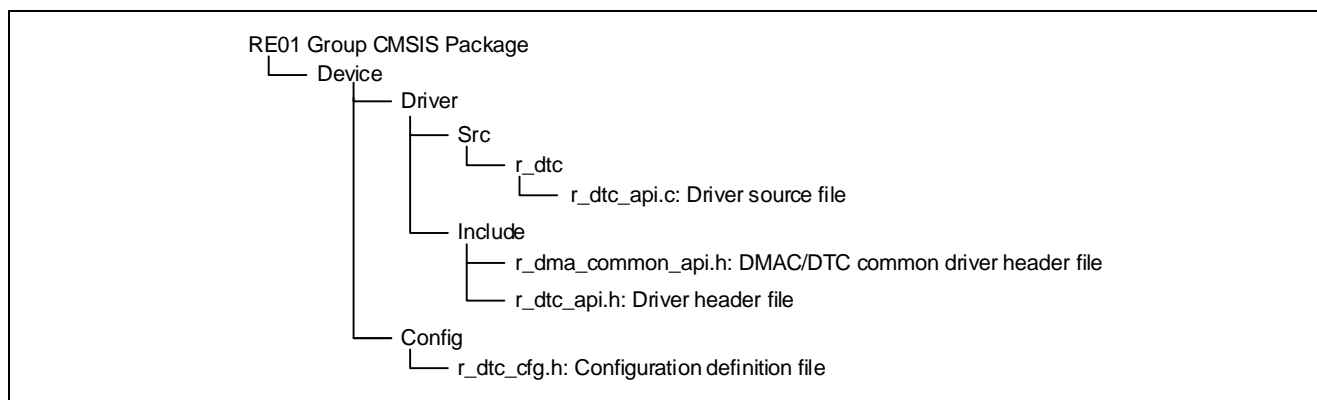 RE01 Group CMSIS Package
Device
Driver
Src
r_dtc
r_dtc_api.c: Driver source file
Include
r_dma_common_api.h: DMAC/DTC common driver header file
r_dtc_api.h: Driver header file
Config
r_dtc_cfg.h: Configuration definition file